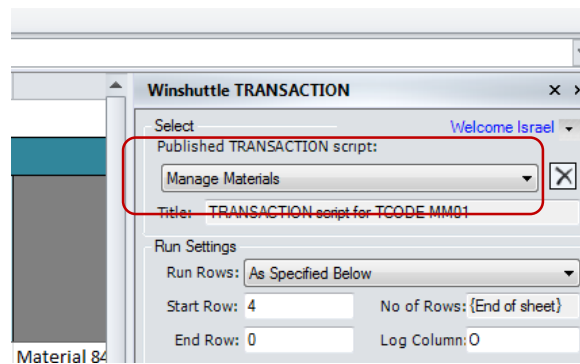 Winshuttle TRANSACTION
Select Welcome Israel
Published TRANSACTION script:
Manage Materials
Title: TRANSACTION script for TCODE MM01
Run Settings
Run Rows: As Specified Below
Start Row: 4 No of Rows: {End of sheet}
End Row: 0 Log Column: O
Material 84